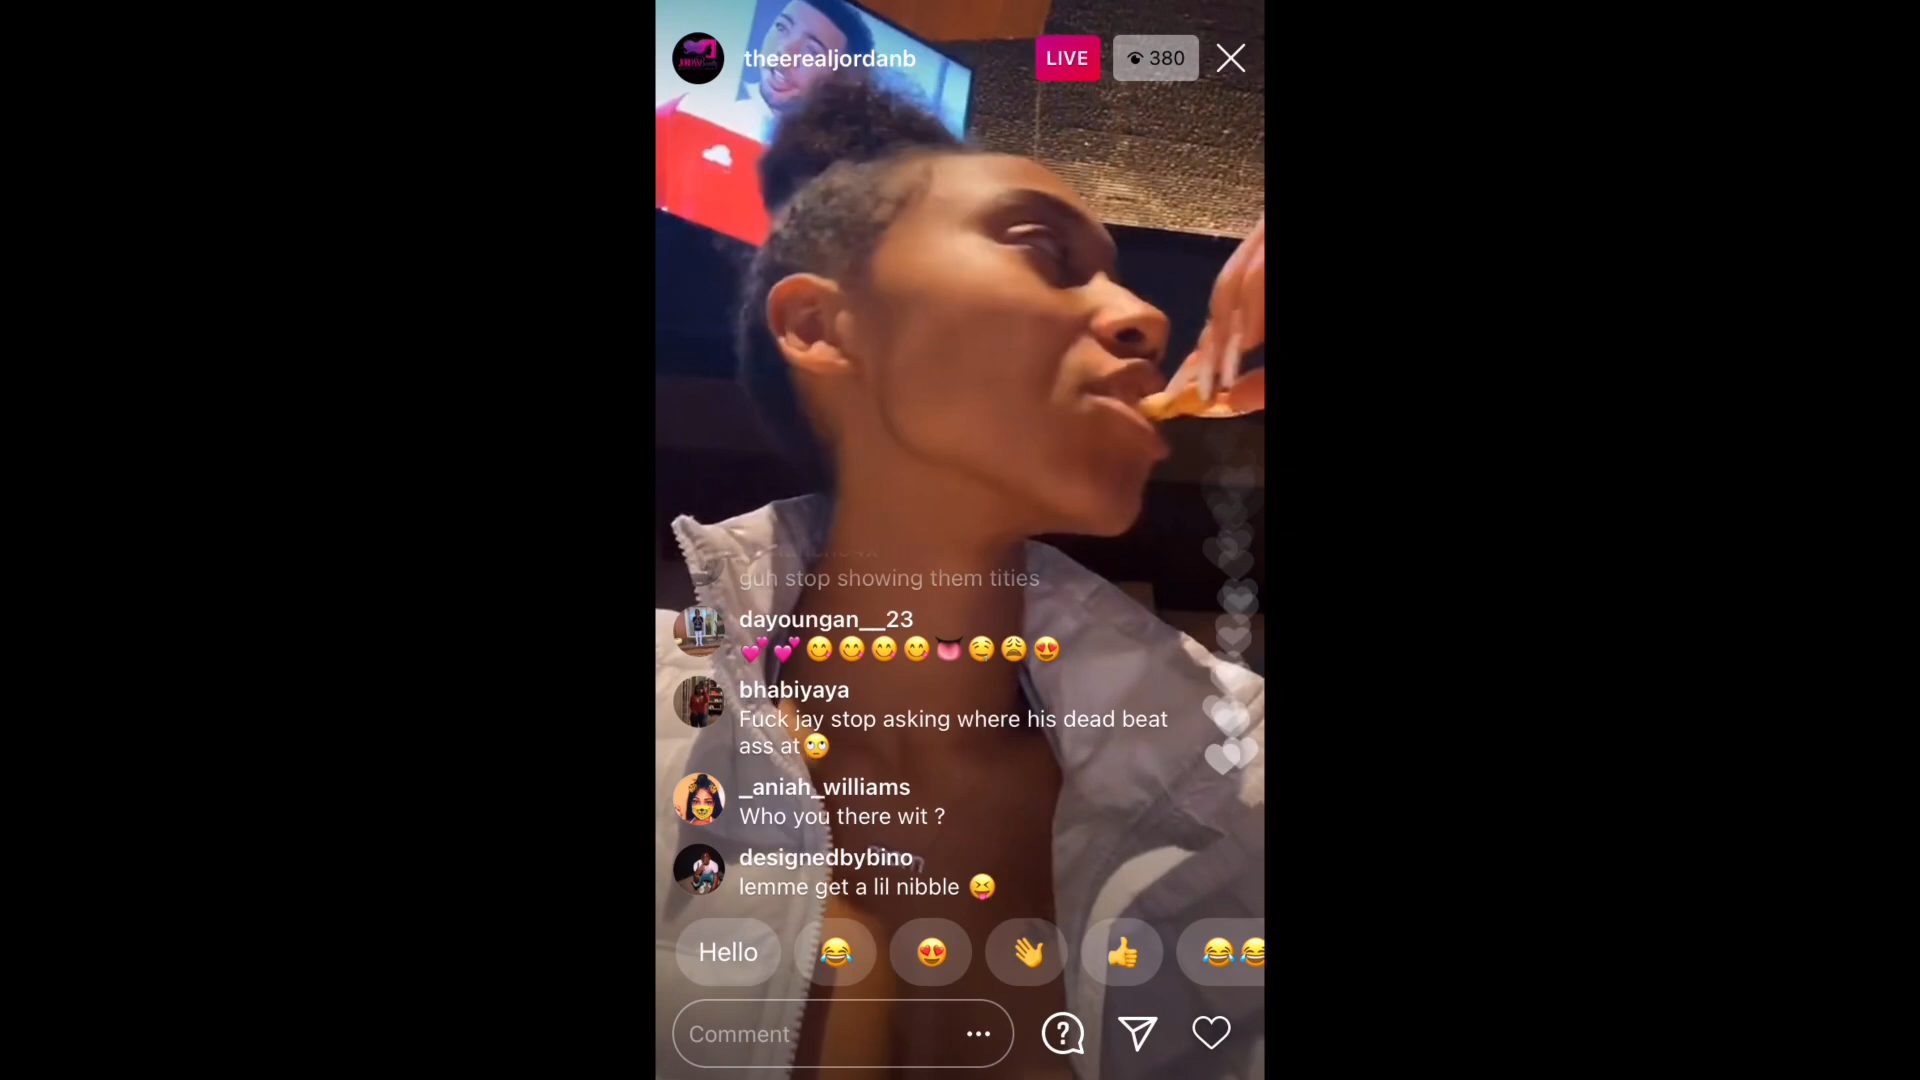 theerealjordanb
LIVE
380
guh stop showing them tities
dayoungan__23
💕💕😋😋😋😋👅🤤😩😍
bhabiyaya
Fuck jay stop asking where his dead beat
ass at🙄
_aniah_williams
Who you there wit ?
designedbybino
lemme get a lil nibble 😝
Hello
😂
😍
👋
👍
😂😂
Comment